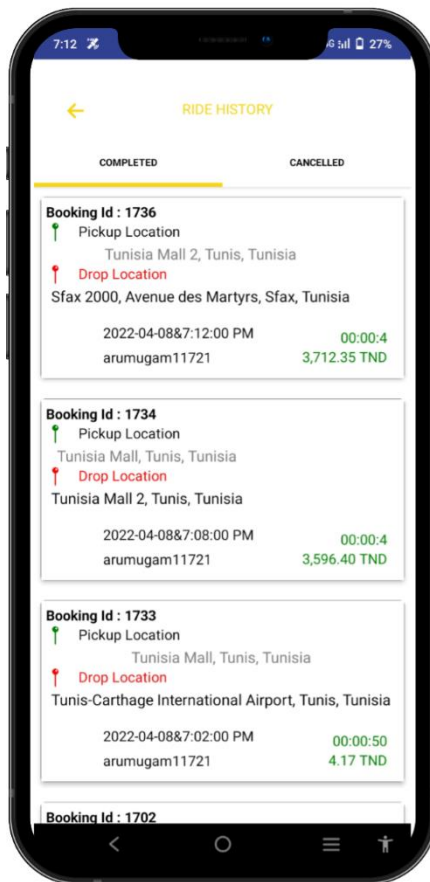 7:12
5G 27%
RIDE HISTORY
COMPLETED CANCELLED
Booking Id : 1736
Pickup Location
Tunisia Mall 2, Tunis, Tunisia
Drop Location
Sfax 2000, Avenue des Martyrs, Sfax, Tunisia
2022-04-08&7:12:00 PM 00:00:4
arumugam11721 3,712.35 TND
Booking Id : 1734
Pickup Location
Tunisia Mall, Tunis, Tunisia
Drop Location
Tunisia Mall 2, Tunis, Tunisia
2022-04-08&7:08:00 PM 00:00:4
arumugam11721 3,596.40 TND
Booking Id : 1733
Pickup Location
Tunisia Mall, Tunis, Tunisia
Drop Location
Tunis-Carthage International Airport, Tunis, Tunisia
2022-04-08&7:02:00 PM 00:00:50
arumugam11721 4.17 TND
Booking Id : 1702